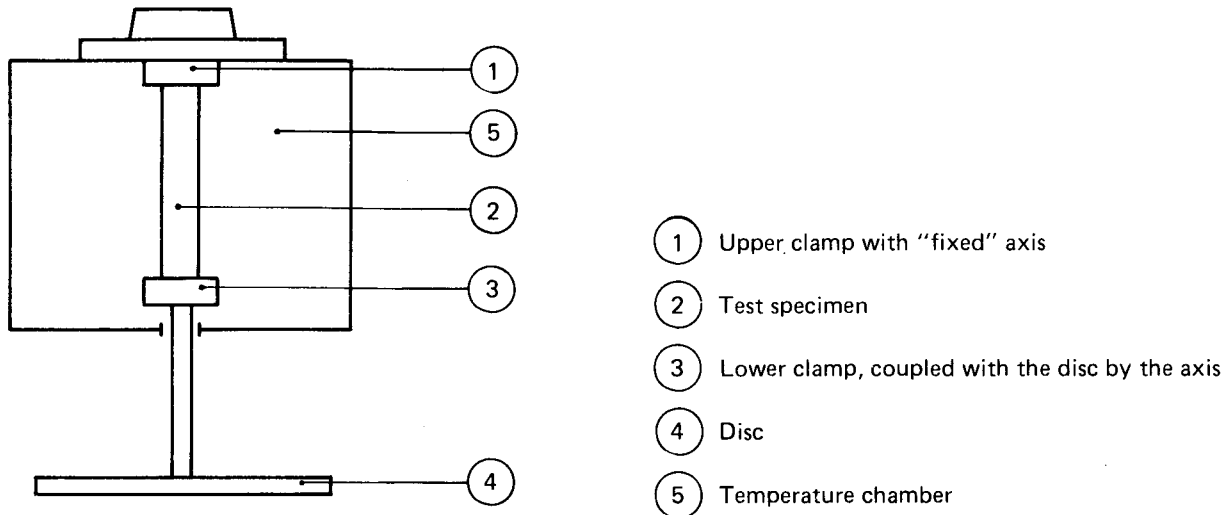 1
5
2
3
4
1 Upper clamp with “fixed” axis
2 Test specimen
3 Lower clamp, coupled with the disc by the axis
4 Disc
5 Temperature chamber